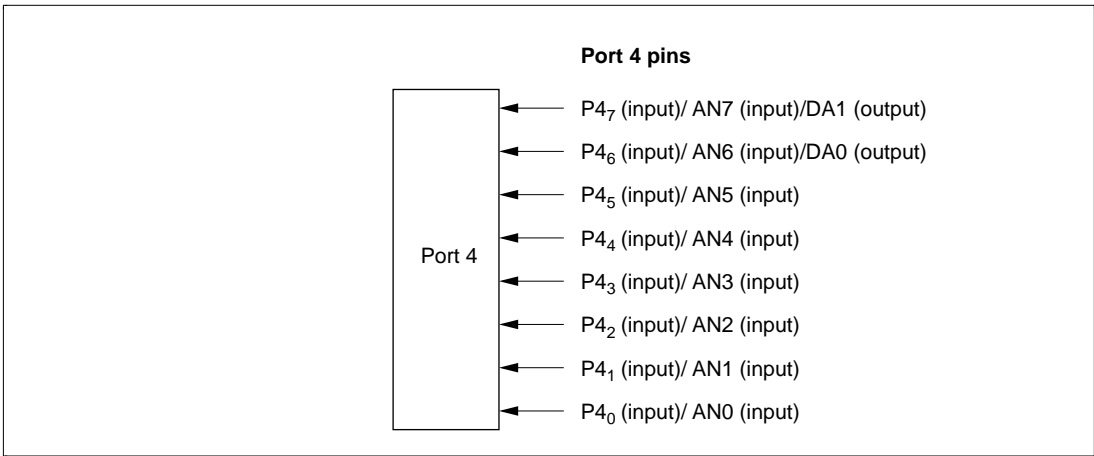 Port 4 pins
P4₇ (input)/ AN7 (input)/DA1 (output)
P4₆ (input)/ AN6 (input)/DA0 (output)
P4₅ (input)/ AN5 (input)
P4₄ (input)/ AN4 (input)
Port 4
P4₃ (input)/ AN3 (input)
P4₂ (input)/ AN2 (input)
P4₁ (input)/ AN1 (input)
P4₀ (input)/ AN0 (input)